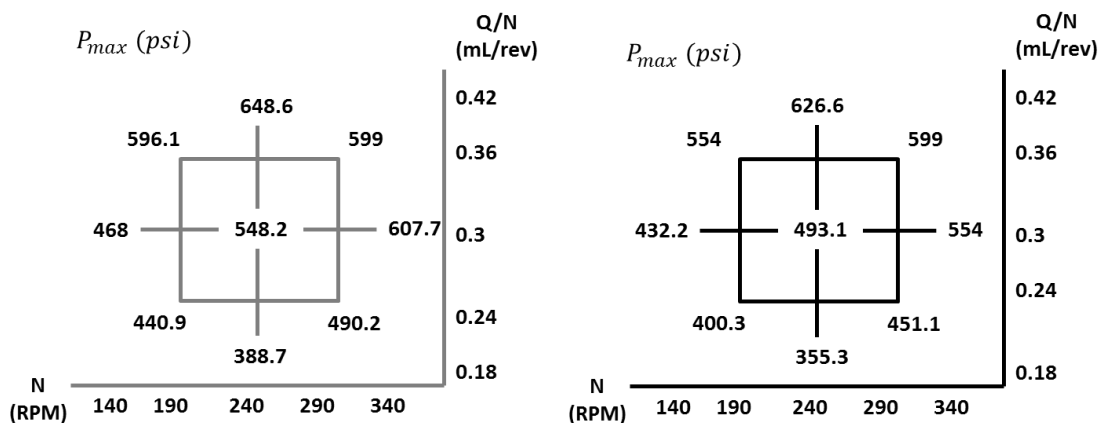 P_max (psi)
Q/N
(mL/rev)
648.6
0.42
596.1
599
0.36
468
548.2
607.7
0.3
440.9
490.2
0.24
388.7
0.18
N
(RPM)
140 190 240 290 340
P_max (psi)
Q/N
(mL/rev)
626.6
0.42
554
599
0.36
432.2
493.1
554
0.3
400.3
451.1
0.24
355.3
0.18
N
(RPM)
140 190 240 290 340